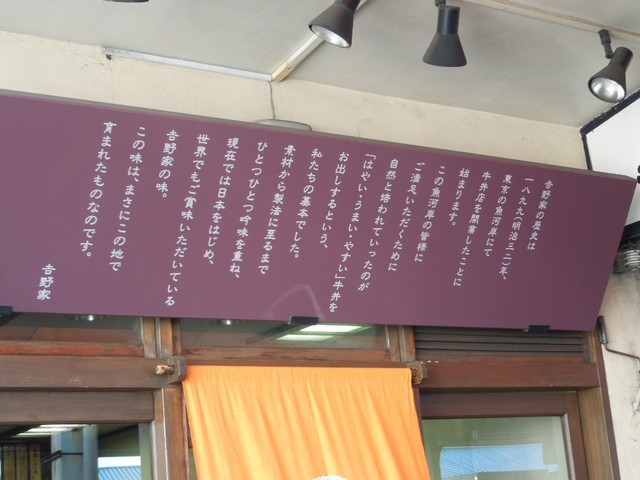 吉野家の歴史は
一八九九(明治三二)年、
東京の魚河岸にて
牛丼店を開業したことに
始まります。
この魚河岸の皆様に
ご満足いただくために
自然と培われていったのが
「はやい・うまい・やすい」牛丼を
お出しするという、
私たちの基本でした。
素材から製法に至るまで
ひとつひとつ吟味を重ね、
現在では日本をはじめ、
世界でもご賞味いただいている
吉野家の味。
この味は、まさにこの地で
育まれたものなのです。
吉野家